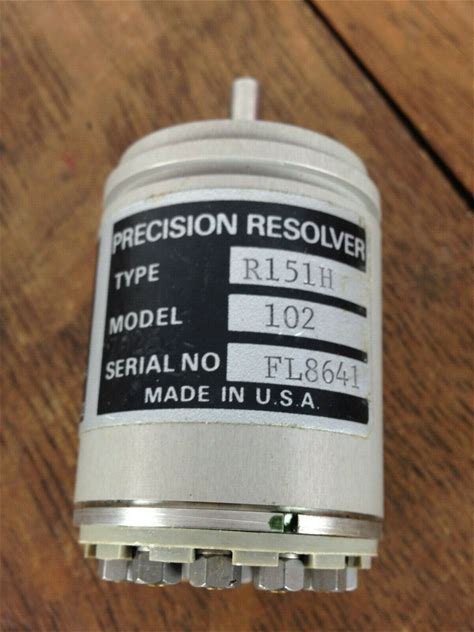 PRECISION RESOLVER
TYPE R151H
MODEL 102
SERIAL NO FL8641
MADE IN U.S.A.